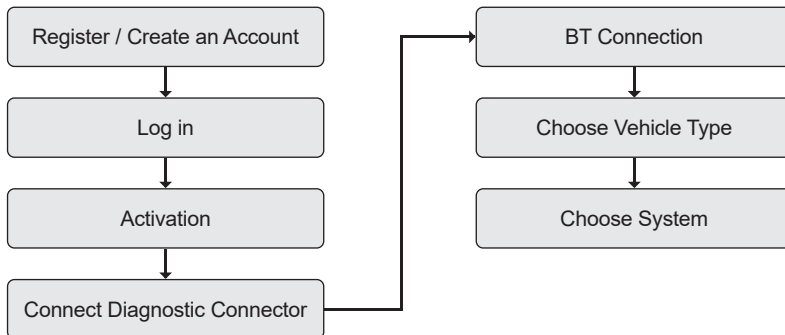 Register / Create an Account
Log in
Activation
Connect Diagnostic Connector
BT Connection
Choose Vehicle Type
Choose System